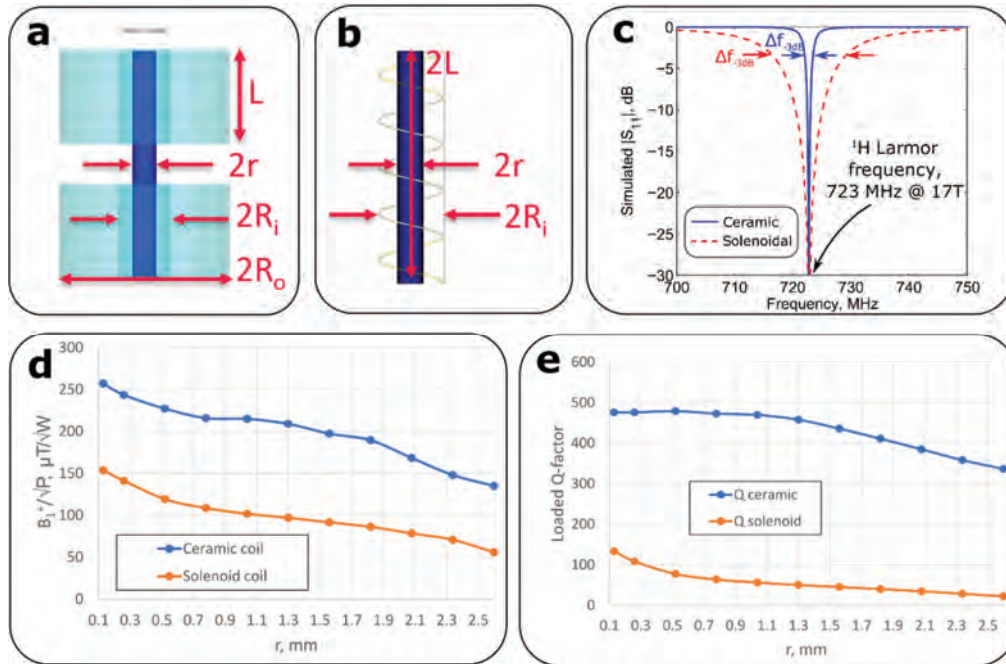 a
L
2r
2Rᵢ
2Rₒ
b
2L
2r
2Rᵢ
c
Simulated |S₁₁|, dB
0
−5
−10
−15
−20
−25
−30
Δf₋₃dB
Δf₋₃dB
¹H Larmor
frequency,
723 MHz @ 17T
Ceramic
Solenoidal
700 710 720 730 740 750
Frequency, MHz
d
B₁⁺/√P, µT/√W
300
250
200
150
100
50
0
Ceramic coil
Solenoid coil
0.1 0.3 0.5 0.7 0.9 1.1 1.3 1.5 1.7 1.9 2.1 2.3 2.5
r, mm
e
Loaded Q-factor
600
500
400
300
200
100
0
Q ceramic
Q solenoid
0.1 0.3 0.5 0.7 0.9 1.1 1.3 1.5 1.7 1.9 2.1 2.3 2.5
r, mm